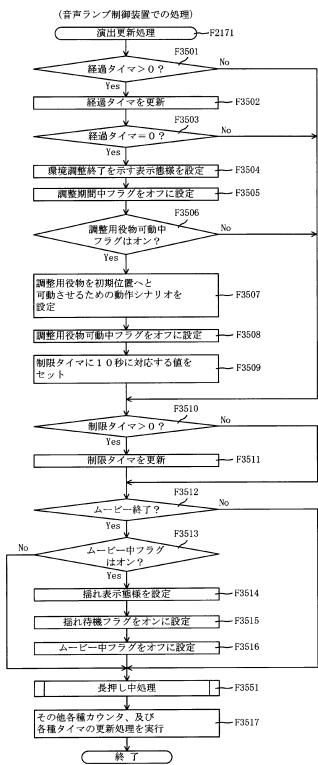 (音声ランプ制御装置での処理)
演出更新処理
F2171
F3501
経過タイマ>0?
No
Yes
経過タイマを更新
F3502
F3503
経過タイマ=0?
No
Yes
環境調整終了を示す表示態様を設定
F3504
調整期間中フラグをオフに設定
F3505
F3506
調整用役物可動中
フラグはオン?
No
Yes
調整用役物を初期位置へと
可動させるための動作シナリオを
設定
F3507
調整用役物可動中フラグをオフに設定
F3508
制限タイマに10秒に対応する値を
セット
F3509
F3510
制限タイマ>0?
No
Yes
制限タイマを更新
F3511
F3512
ムービー終了?
No
Yes
F3513
No
ムービー中フラグ
はオン?
Yes
揺れ表示態様を設定
F3514
揺れ待機フラグをオンに設定
F3515
ムービー中フラグをオフに設定
F3516
長押し中処理
F3551
その他各種カウンタ、及び
各種タイマの更新処理を実行
F3517
終了